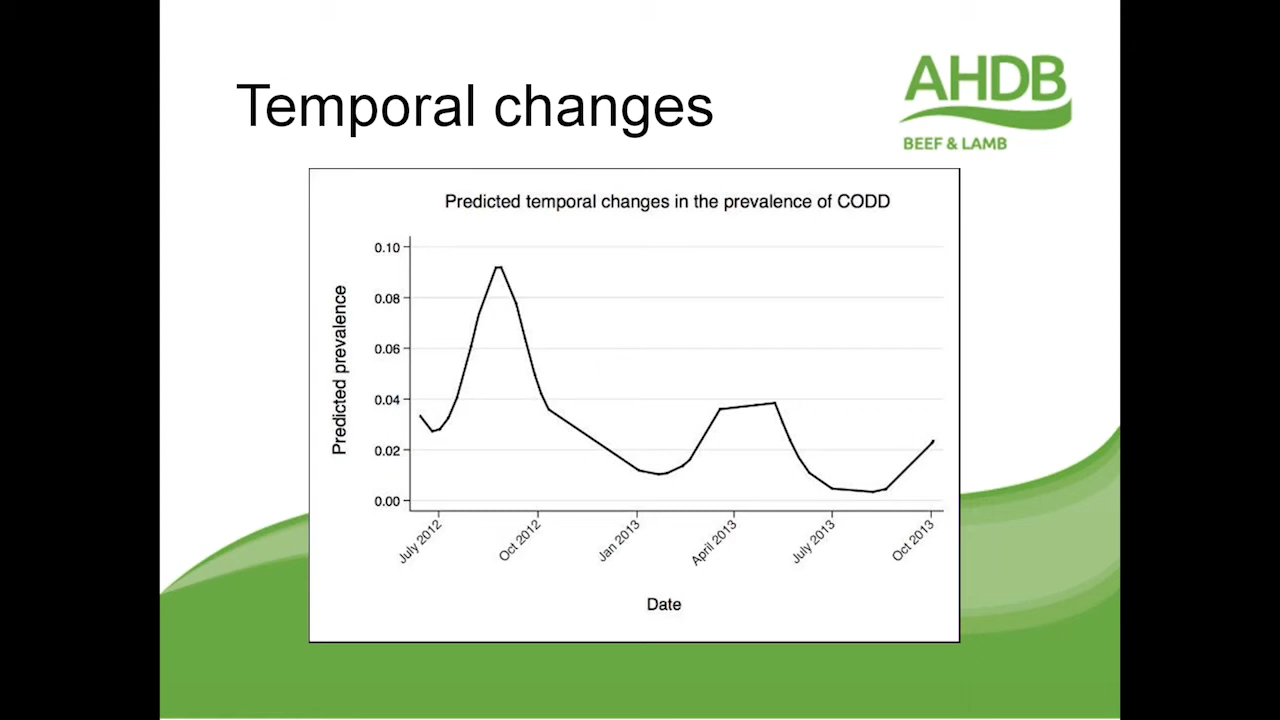 Temporal changes
AHDB
BEEF & LAMB
Predicted temporal changes in the prevalence of CODD
Predicted prevalence
0.10
0.08
0.06
0.04
0.02
0.00
July 2012
Oct 2012
Jan 2013
April 2013
July 2013
Oct 2013
Date